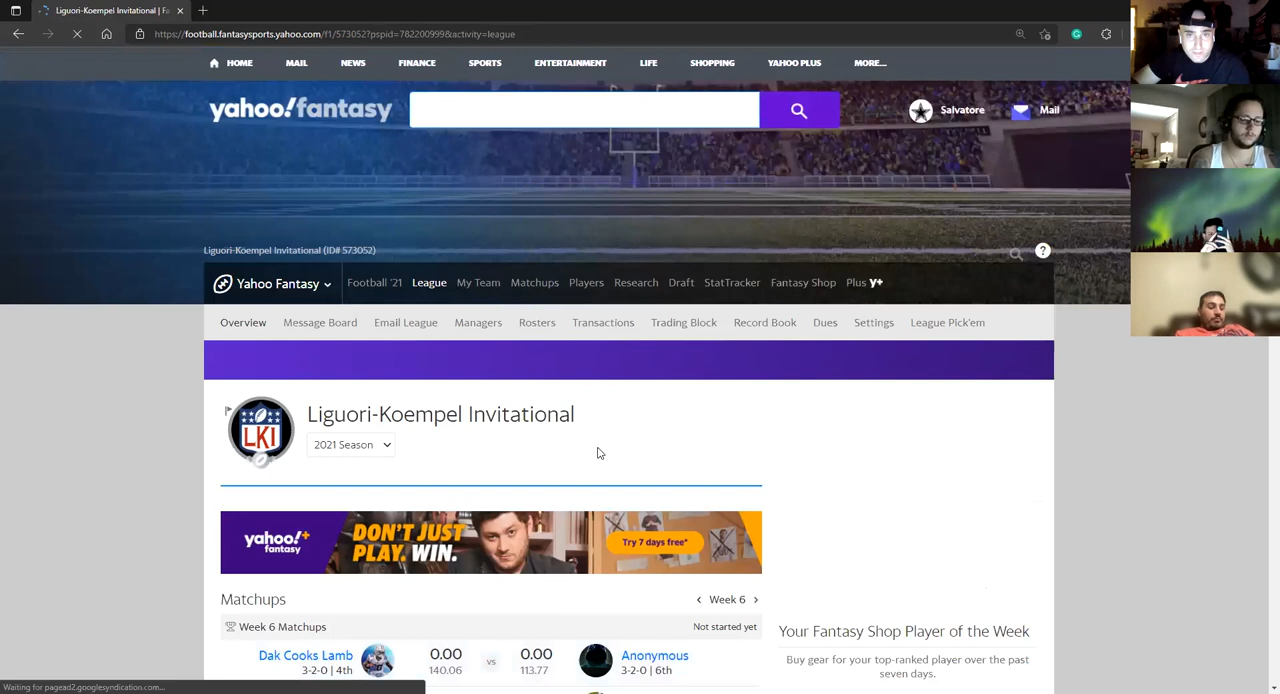 Liguori-Koempel Invitational | Fa
https://football.fantasysports.yahoo.com/f1/573052?pspid=782200999&activity=league
HOME MAIL NEWS FINANCE SPORTS ENTERTAINMENT LIFE SHOPPING YAHOO PLUS MORE...
yahoo!fantasy Salvatore Mail
Liguori-Koempel Invitational (ID# 573052) ?
Yahoo Fantasy Football '21 League My Team Matchups Players Research Draft StatTracker Fantasy Shop Plus y+
Overview Message Board Email League Managers Rosters Transactions Trading Block Record Book Dues Settings League Pick'em
LKI
Liguori-Koempel Invitational
2021 Season
yahoo!+ fantasy
DON'T JUST
PLAY. WIN.
Try 7 days free*
Matchups < Week 6 >
Week 6 Matchups Not started yet
Dak Cooks Lamb 0.00 vs 0.00 Anonymous
3-2-0 | 4th 140.06 113.77 3-2-0 | 6th
Your Fantasy Shop Player of the Week
Buy gear for your top-ranked player over the past
seven days.
Waiting for pagead2.googlesyndication.com...